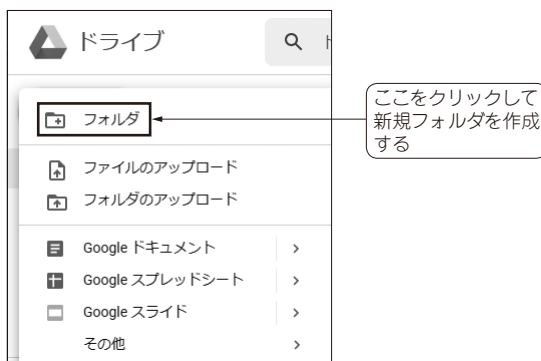 ドライブ
フォルダ
ここをクリックして
新規フォルダを作成
する
ファイルのアップロード
フォルダのアップロード
Google ドキュメント
Google スプレッドシート
Google スライド
その他